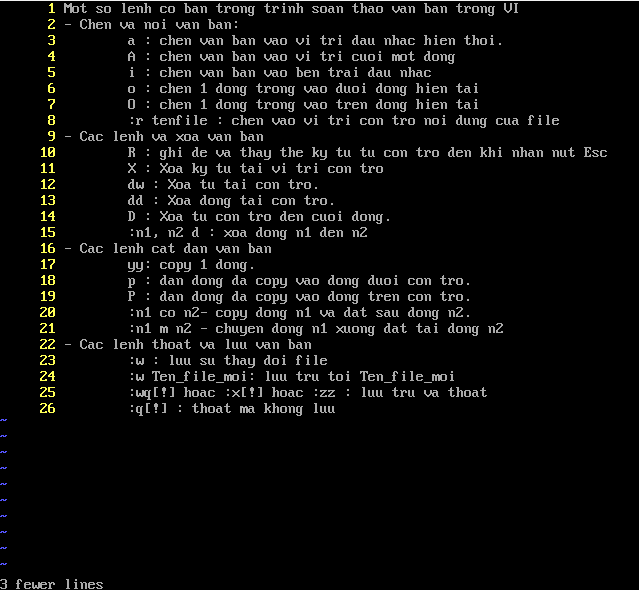 1 Mot so lenh co ban trong trinh soan thao van ban trong VI
2 - Chen va noi van ban:
3 a : chen van ban vao vi tri dau nhac hien thoi.
4 A : chen van ban vao vi tri cuoi mot dong
5 i : chen van ban vao ben trai dau nhac
6 o : chen 1 dong trong vao duoi dong hien tai
7 O : chen 1 dong trong vao tren dong hien tai
8 :r tenfile : chen vao vi tri con tro noi dung cua file
9 - Cac lenh va xoa van ban
10 R : ghi de va thay the ky tu tu con tro den khi nhan nut Esc
11 X : Xoa ky tu tai vi tri con tro
12 dw : Xoa tu tai con tro.
13 dd : Xoa dong tai con tro.
14 D : Xoa tu con tro den cuoi dong.
15 :n1, n2 d : xoa dong n1 den n2
16 - Cac lenh cat dan van ban
17 yy: copy 1 dong.
18 p : dan dong da copy vao dong duoi con tro.
19 P : dan dong da copy vao dong tren con tro.
20 :n1 co n2- copy dong n1 va dat sau dong n2.
21 :n1 m n2 - chuyen dong n1 xuong dat tai dong n2
22 - Cac lenh thoat va luu van ban
23 :w : luu su thay doi file
24 :w Ten_file_moi: luu tru toi Ten_file_moi
25 :wq[!] hoac :x[!] hoac :zz : luu tru va thoat
26 :q[!] : thoat ma khong luu
~
~
~
~
~
~
~
~
~
~
3 fewer lines